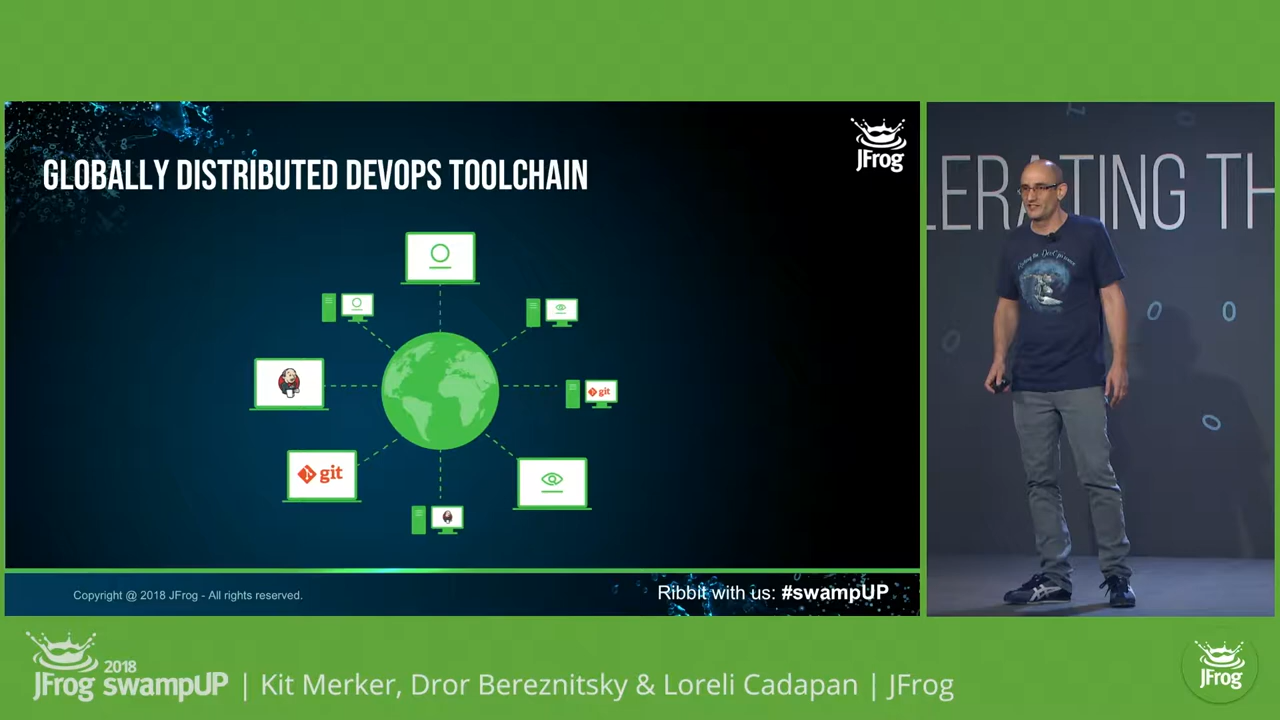 JFrog
GLOBALLY DISTRIBUTED DEVOPS TOOLCHAIN
git
git
Copyright @ 2018 JFrog - All rights reserved.
Ribbit with us: #swampUP
LERATING TH
2018
JFrog swampUP | Kit Merker, Dror Bereznitsky & Loreli Cadapan | JFrog
JFrog